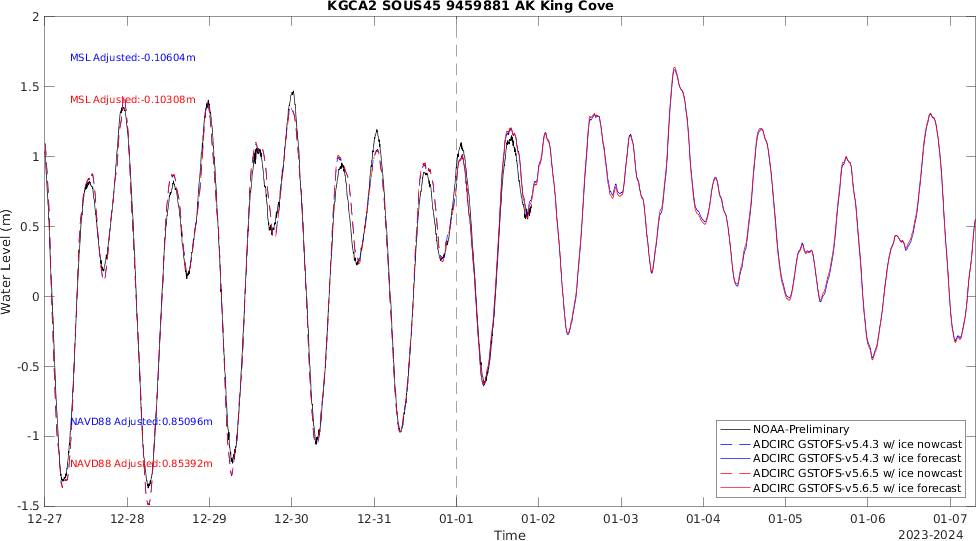 KGCA2 SOUS45 9459881 AK King Cove
2
1.5
1
0.5
0
-0.5
-1
-1.5
Water Level (m)
MSL Adjusted:-0.10604m
MSL Adjusted:-0.10308m
NAVD88 Adjusted:0.85096m
NAVD88 Adjusted:0.85392m
NOAA-Preliminary
ADCIRC GSTOFS-v5.4.3 w/ ice nowcast
ADCIRC GSTOFS-v5.4.3 w/ ice forecast
ADCIRC GSTOFS-v5.6.5 w/ ice nowcast
ADCIRC GSTOFS-v5.6.5 w/ ice forecast
12-27 12-28 12-29 12-30 12-31 01-01 01-02 01-03 01-04 01-05 01-06 01-07
Time
2023-2024